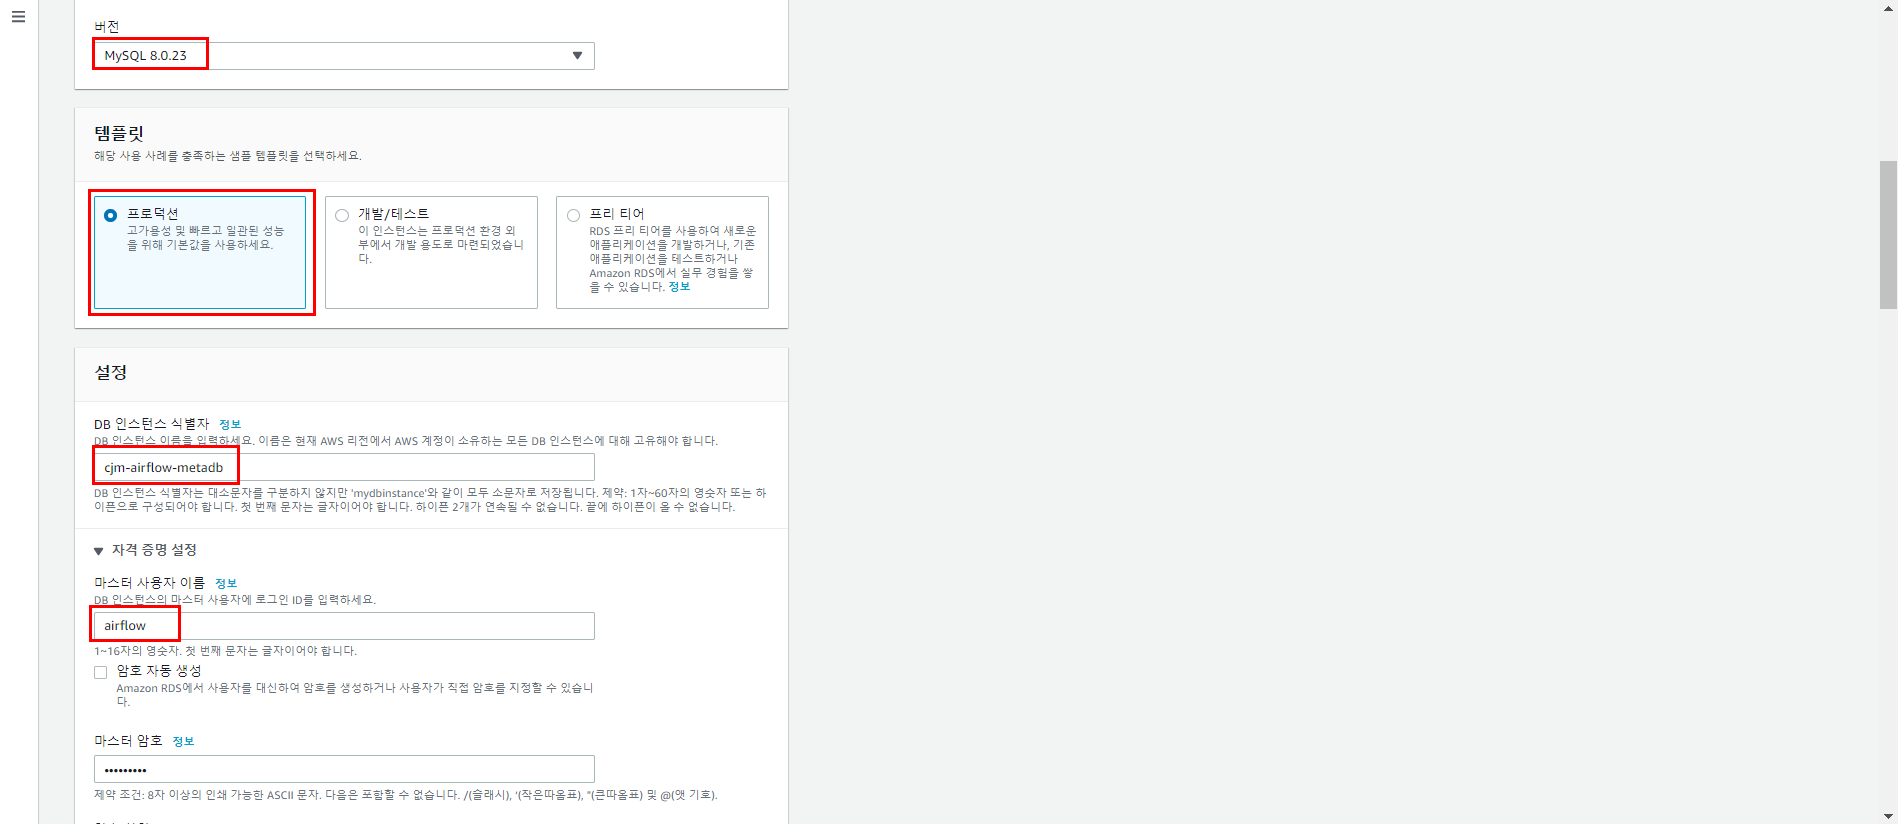 버전
MySQL 8.0.23
템플릿
해당 사용 사례를 충족하는 샘플 템플릿을 선택하세요.
프로덕션
고가용성 및 빠르고 일관된 성능
을 위해 기본값을 사용하세요.
개발/테스트
이 인스턴스는 프로덕션 환경 외
부에서 개발 용도로 마련되었습니
다.
프리 티어
RDS 프리 티어를 사용하여 새로운
애플리케이션을 개발하거나, 기존
애플리케이션을 테스트하거나
Amazon RDS에서 실무 경험을 쌓
을 수 있습니다. 정보
설정
DB 인스턴스 식별자 정보
DB 인스턴스 이름을 입력하세요. 이름은 현재 AWS 리전에서 AWS 계정이 소유하는 모든 DB 인스턴스에 대해 고유해야 합니다.
cjm-airflow-metadb
DB 인스턴스 식별자는 대소문자를 구분하지 않지만 'mydbinstance'와 같이 모두 소문자로 저장됩니다. 제약: 1자~60자의 영숫자 또는 하
이픈으로 구성되어야 합니다. 첫 번째 문자는 글자이어야 합니다. 하이픈 2개가 연속될 수 없습니다. 끝에 하이픈이 올 수 없습니다.
자격 증명 설정
마스터 사용자 이름 정보
DB 인스턴스의 마스터 사용자에 로그인 ID를 입력하세요.
airflow
1~16자의 영숫자. 첫 번째 문자는 글자이어야 합니다.
암호 자동 생성
Amazon RDS에서 사용자를 대신하여 암호를 생성하거나 사용자가 직접 암호를 지정할 수 있습니
다.
마스터 암호 정보
•••••••••
제약 조건: 8자 이상의 인쇄 가능한 ASCII 문자. 다음은 포함할 수 없습니다. /(슬래시), '(작은따옴표), "(큰따옴표) 및 @(앳 기호).